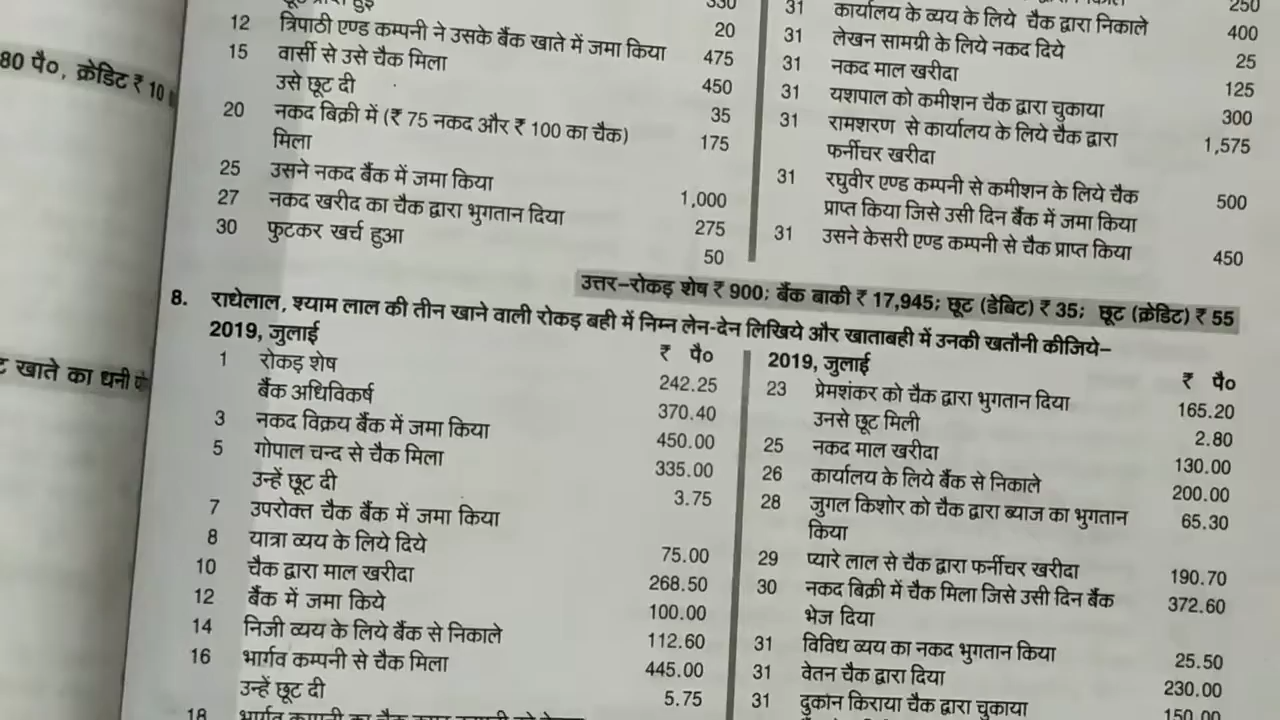 80 पै०, क्रेडिट ₹ 10
खाते का धनी
12 त्रिपाठी एण्ड कम्पनी ने उसके बैंक खाते में जमा किया 20
15 वार्सी से उसे चैक मिला 475
उसे छूट दी 450
20 नकद बिक्री में (₹ 75 नकद और ₹ 100 का चैक) 35
मिला 175
25 उसने नकद बैंक में जमा किया
27 नकद खरीद का चैक द्वारा भुगतान दिया 1,000
30 फुटकर खर्च हुआ 275
50
31 250
31 कार्यालय के व्यय के लिये चैक द्वारा निकाले 400
31 लेखन सामग्री के लिये नकद दिये 25
31 नकद माल खरीदा 125
31 यशपाल को कमीशन चैक द्वारा चुकाया 300
31 रामशरण से कार्यालय के लिये चैक द्वारा 1,575
फर्नीचर खरीदा
31 रघुवीर एण्ड कम्पनी से कमीशन के लिये चैक 500
प्राप्त किया जिसे उसी दिन बैंक में जमा किया
31 उसने केसरी एण्ड कम्पनी से चैक प्राप्त किया 450
उत्तर–रोकड़ शेष ₹ 900; बैंक बाकी ₹ 17,945; छूट (डेबिट) ₹ 35; छूट (क्रेडिट) ₹ 55
8. राधेलाल, श्याम लाल की तीन खाने वाली रोकड़ बही में निम्न लेन-देन लिखिये और खाताबही में उनकी खतौनी कीजिये–
2019, जुलाई ₹ पै०
1 रोकड़ शेष 242.25
बैंक अधिविकर्ष 370.40
3 नकद विक्रय बैंक में जमा किया 450.00
5 गोपाल चन्द से चैक मिला 335.00
उन्हें छूट दी 3.75
7 उपरोक्त चैक बैंक में जमा किया
8 यात्रा व्यय के लिये दिये 75.00
10 चैक द्वारा माल खरीदा 268.50
12 बैंक में जमा किये 100.00
14 निजी व्यय के लिये बैंक से निकाले 112.60
16 भार्गव कम्पनी से चैक मिला 445.00
उन्हें छूट दी 5.75
18
2019, जुलाई ₹ पै०
23 प्रेमशंकर को चैक द्वारा भुगतान दिया 165.20
उनसे छूट मिली 2.80
25 नकद माल खरीदा 130.00
26 कार्यालय के लिये बैंक से निकाले 200.00
28 जुगल किशोर को चैक द्वारा ब्याज का भुगतान 65.30
किया
29 प्यारे लाल से चैक द्वारा फर्नीचर खरीदा 190.70
30 नकद बिक्री में चैक मिला जिसे उसी दिन बैंक 372.60
भेज दिया
31 विविध व्यय का नकद भुगतान किया 25.50
31 वेतन चैक द्वारा दिया 230.00
31 दुकान किराया चैक द्वारा चुकाया 150.00